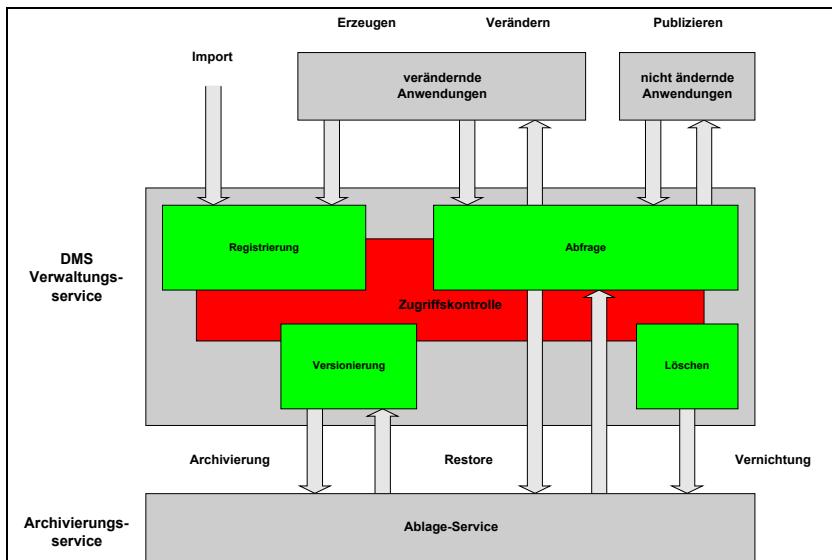 Erzeugen
Verändern
Publizieren
Import
verändernde
Anwendungen
nicht ändernde
Anwendungen
DMS
Verwaltungs-
service
Registrierung
Abfrage
Zugriffskontrolle
Versionierung
Löschen
Archivierung
Restore
Vernichtung
Archivierungs-
service
Ablage-Service